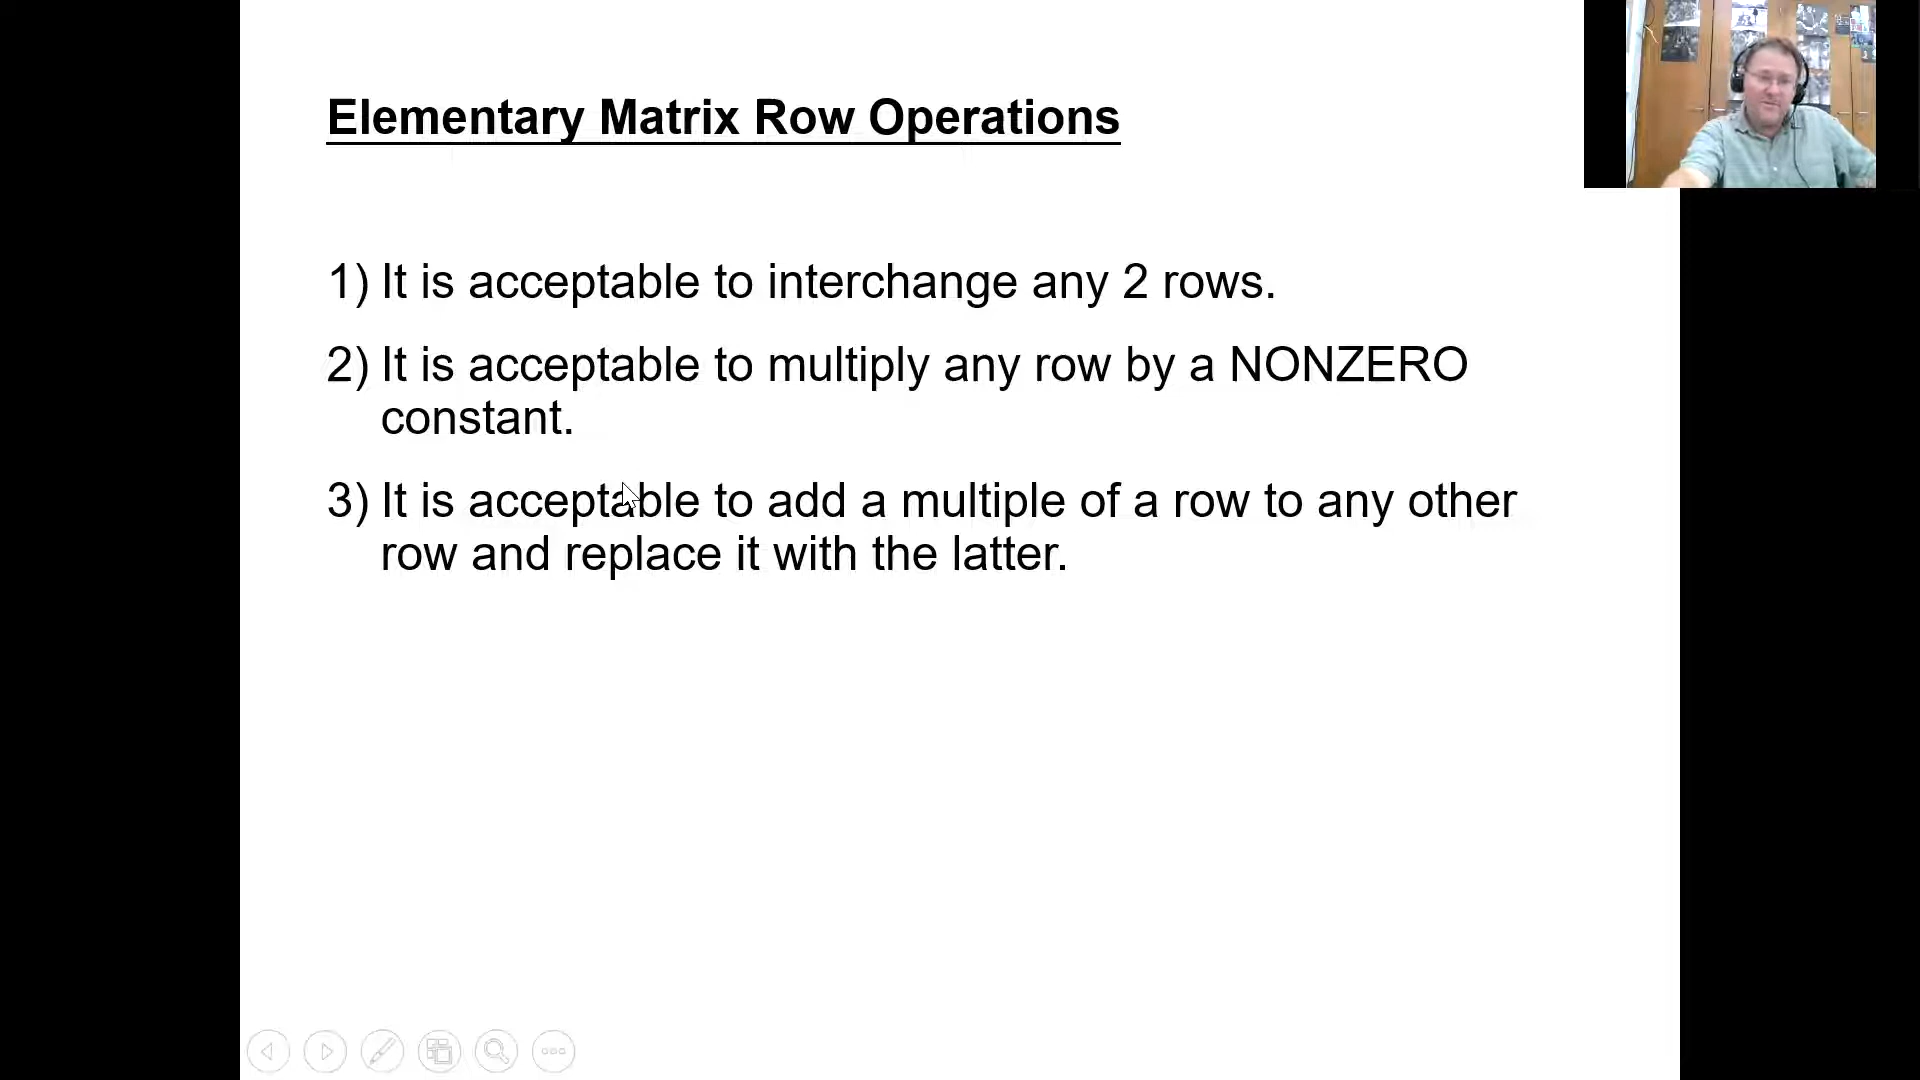 Elementary Matrix Row Operations
1) It is acceptable to interchange any 2 rows.
2) It is acceptable to multiply any row by a NONZERO
constant.
3) It is acceptable to add a multiple of a row to any other
row and replace it with the latter.